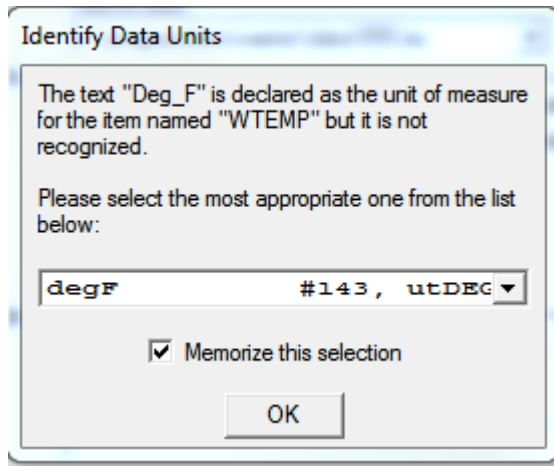 Identify Data Units
The text "Deg_F" is declared as the unit of measure
for the item named "WTEMP" but it is not
recognized.
Please select the most appropriate one from the list
below:
degF #143, utDEG
Memorize this selection
OK